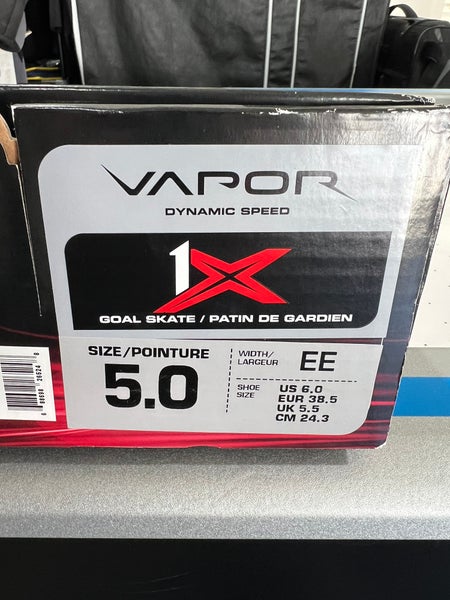 VAPOR
DYNAMIC SPEED
1X
GOAL SKATE / PATIN DE GARDIEN
SIZE/POINTURE
5.0
WIDTH/
LARGEUR
EE
SHOE
SIZE
US 6.0
EUR 38.5
UK 5.5
CM 24.3